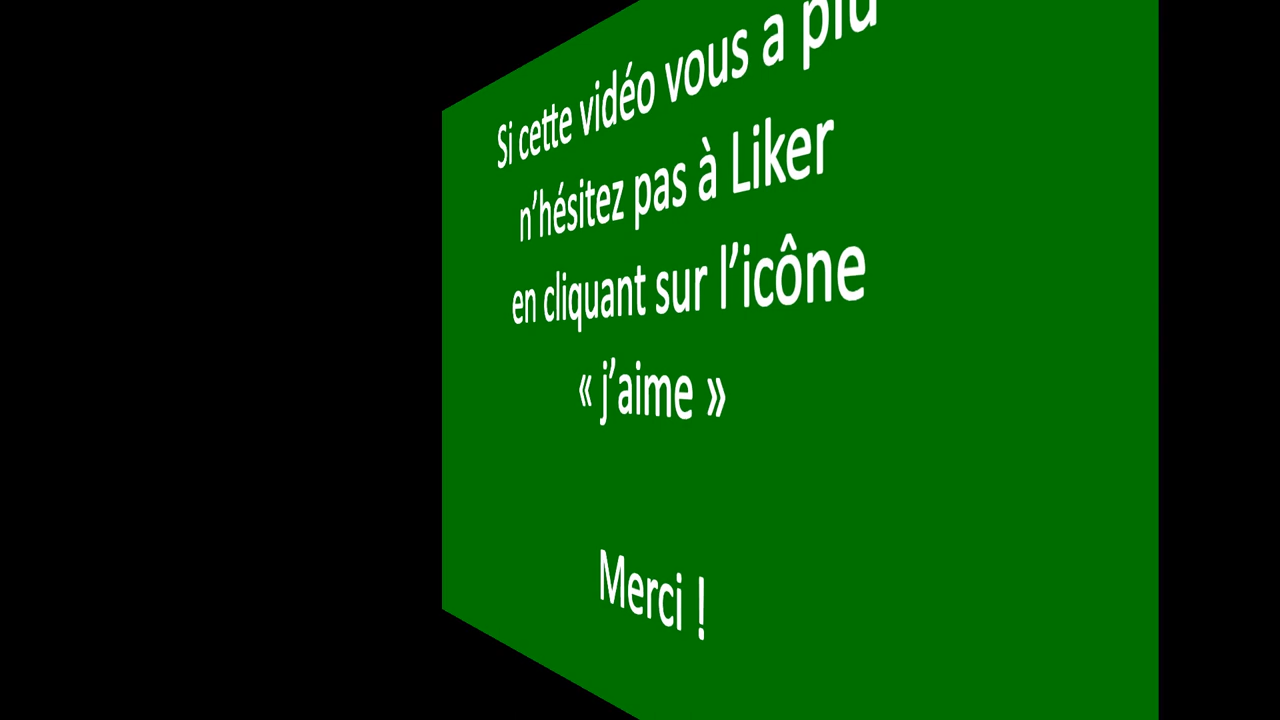 Si cette vidéo vous a plu
n’hésitez pas à Liker
en cliquant sur l’icône
« j’aime »
Merci !